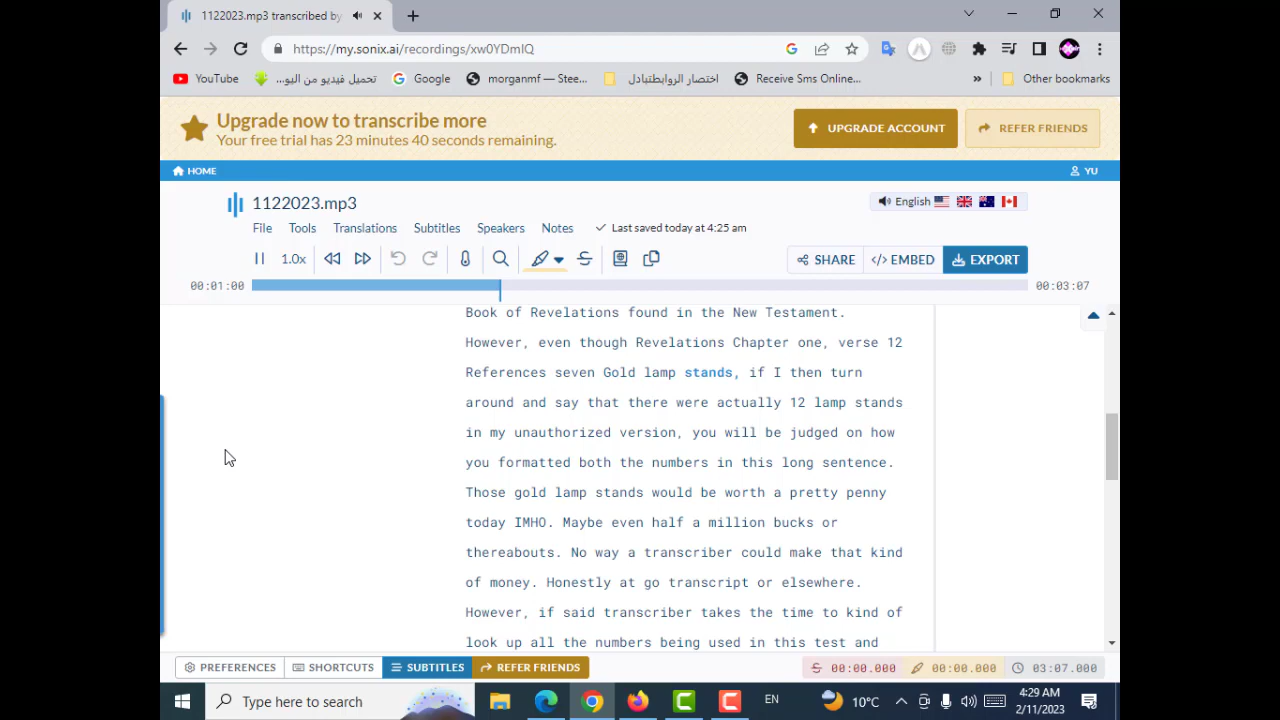 1122023.mp3 transcribed by
https://my.sonix.ai/recordings/xw0YDmIQ
YouTube
تحميل فيديو من اليو...
Google
morganmf — Stee...
اختصار الروابطتبادل
Receive Sms Online...
»
Other bookmarks
Upgrade now to transcribe more
Your free trial has 23 minutes 40 seconds remaining.
UPGRADE ACCOUNT
REFER FRIENDS
HOME
YU
1122023.mp3
English
File Tools Translations Subtitles Speakers Notes
Last saved today at 4:25 am
1.0x
SHARE
</> EMBED
EXPORT
00:01:00
00:03:07
Book of Revelations found in the New Testament.
However, even though Revelations Chapter one, verse 12
References seven Gold lamp stands, if I then turn
around and say that there were actually 12 lamp stands
in my unauthorized version, you will be judged on how
you formatted both the numbers in this long sentence.
Those gold lamp stands would be worth a pretty penny
today IMHO. Maybe even half a million bucks or
thereabouts. No way a transcriber could make that kind
of money. Honestly at go transcript or elsewhere.
However, if said transcriber takes the time to kind of
look up all the numbers being used in this test and
PREFERENCES
SHORTCUTS
SUBTITLES
REFER FRIENDS
00:00.000
00:00.000
03:07.000
Type here to search
EN
10°C
4:29 AM
2/11/2023